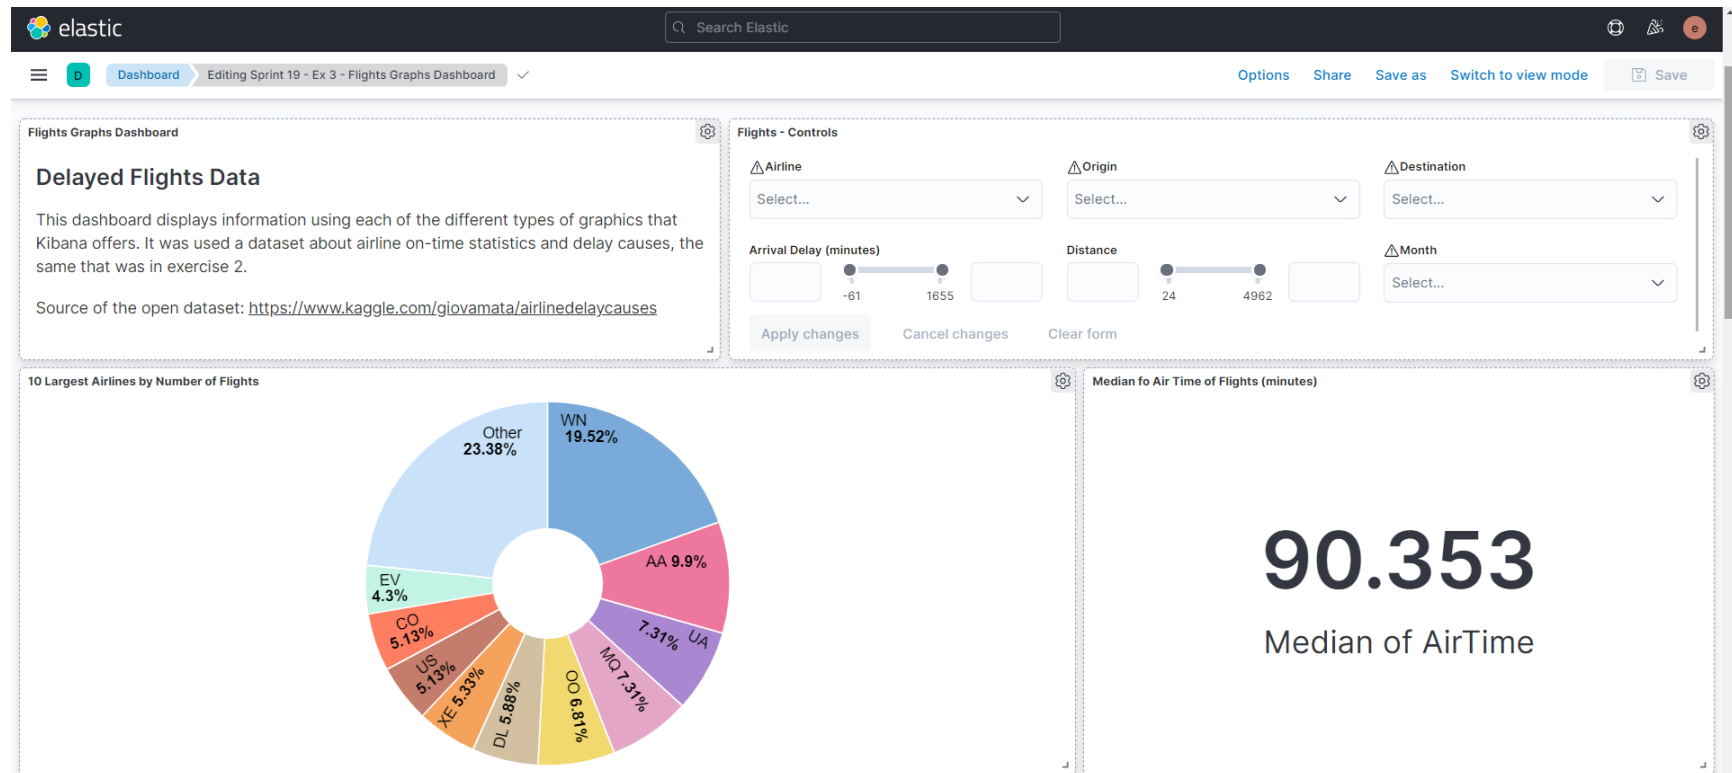 elastic
Search Elastic
e
D
Dashboard
Editing Sprint 19 - Ex 3 - Flights Graphs Dashboard
Options
Share
Save as
Switch to view mode
Save
Flights Graphs Dashboard
Delayed Flights Data
This dashboard displays information using each of the different types of graphics that
Kibana offers. It was used a dataset about airline on-time statistics and delay causes, the
same that was in exercise 2.
Source of the open dataset: https://www.kaggle.com/giovamata/airlinedelaycauses
Flights - Controls
Airline
Origin
Destination
Select...
Select...
Select...
Arrival Delay (minutes)
Distance
Month
-61
1655
24
4962
Select...
Apply changes
Cancel changes
Clear form
10 Largest Airlines by Number of Flights
WN
19.52%
AA 9.9%
UA
7.31%
MQ 7.31%
OO 6.81%
DL 5.88%
XE 5.33%
US
5.13%
CO
5.13%
EV
4.3%
Other
23.38%
Median fo Air Time of Flights (minutes)
90.353
Median of AirTime